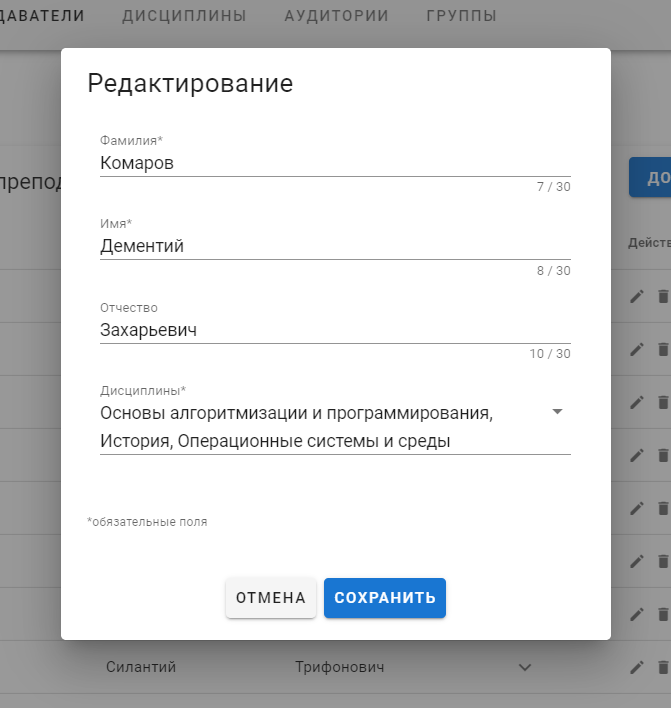 ДАВАТЕЛИ ДИСЦИПЛИНЫ АУДИТОРИИ ГРУППЫ
Редактирование
Фамилия*
Комаров
7 / 30
препод
ДО
Имя*
Дементий
8 / 30
Действ
Отчество
Захарьевич
10 / 30
Дисциплины*
Основы алгоритмизации и программирования,
История, Операционные системы и среды
*обязательные поля
ОТМЕНА СОХРАНИТЬ
Силантий Трифонович